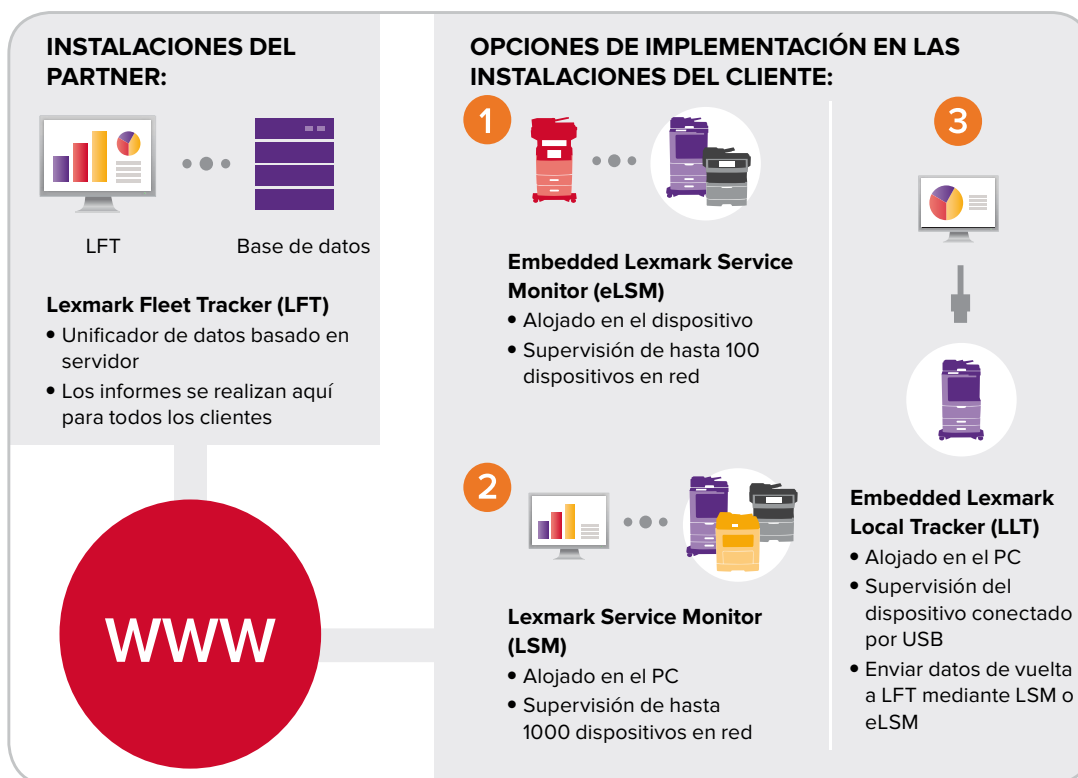 INSTALACIONES DEL
PARTNER:
LFT
Base de datos
Lexmark Fleet Tracker (LFT)
• Unificador de datos basado en
servidor
• Los informes se realizan aquí
para todos los clientes
WWW
OPCIONES DE IMPLEMENTACIÓN EN LAS
INSTALACIONES DEL CLIENTE:
1
Embedded Lexmark Service
Monitor (eLSM)
• Alojado en el dispositivo
• Supervisión de hasta 100
dispositivos en red
2
Lexmark Service Monitor
(LSM)
• Alojado en el PC
• Supervisión de hasta
1000 dispositivos en red
3
Embedded Lexmark
Local Tracker (LLT)
• Alojado en el PC
• Supervisión del
dispositivo conectado
por USB
• Enviar datos de vuelta
a LFT mediante LSM o
eLSM